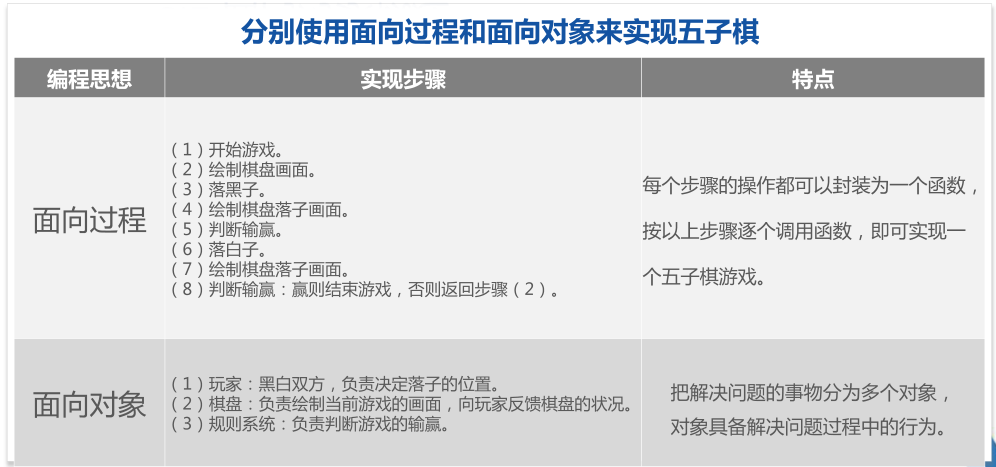 分别使用面向过程和面向对象来实现五子棋
编程思想
实现步骤
特点
面向过程
（1）开始游戏。
（2）绘制棋盘画面。
（3）落黑子。
（4）绘制棋盘落子画面。
（5）判断输赢。
（6）落白子。
（7）绘制棋盘落子画面。
（8）判断输赢：赢则结束游戏，否则返回步骤（2）。
每个步骤的操作都可以封装为一个函数，
按以上步骤逐个调用函数，即可实现一
个五子棋游戏。
面向对象
（1）玩家：黑白双方，负责决定落子的位置。
（2）棋盘：负责绘制当前游戏的画面，向玩家反馈棋盘的状况。
（3）规则系统：负责判断游戏的输赢。
把解决问题的事物分为多个对象，
对象具备解决问题过程中的行为。